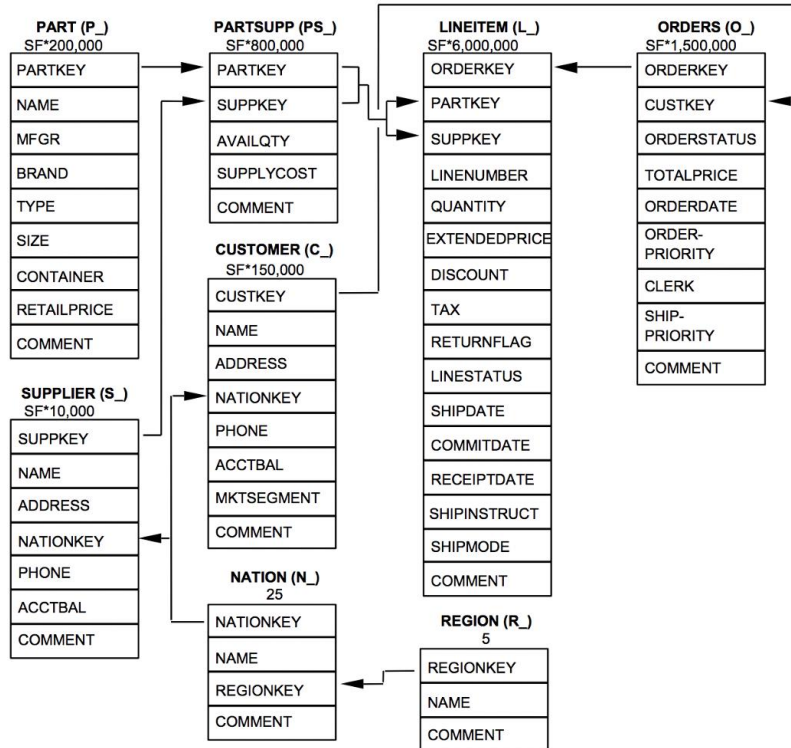 PART (P_)
SF*200,000
PARTKEY
NAME
MFGR
BRAND
TYPE
SIZE
CONTAINER
RETAILPRICE
COMMENT
SUPPLIER (S_)
SF*10,000
SUPPKEY
NAME
ADDRESS
NATIONKEY
PHONE
ACCTBAL
COMMENT
PARTSUPP (PS_)
SF*800,000
PARTKEY
SUPPKEY
AVAILQTY
SUPPLYCOST
COMMENT
CUSTOMER (C_)
SF*150,000
CUSTKEY
NAME
ADDRESS
NATIONKEY
PHONE
ACCTBAL
MKTSEGMENT
COMMENT
NATION (N_)
25
NATIONKEY
NAME
REGIONKEY
COMMENT
LINEITEM (L_)
SF*6,000,000
ORDERKEY
PARTKEY
SUPPKEY
LINENUMBER
QUANTITY
EXTENDEDPRICE
DISCOUNT
TAX
RETURNFLAG
LINESTATUS
SHIPDATE
COMMITDATE
RECEIPTDATE
SHIPINSTRUCT
SHIPMODE
COMMENT
REGION (R_)
5
REGIONKEY
NAME
COMMENT
ORDERS (O_)
SF*1,500,000
ORDERKEY
CUSTKEY
ORDERSTATUS
TOTALPRICE
ORDERDATE
ORDER-
PRIORITY
CLERK
SHIP-
PRIORITY
COMMENT